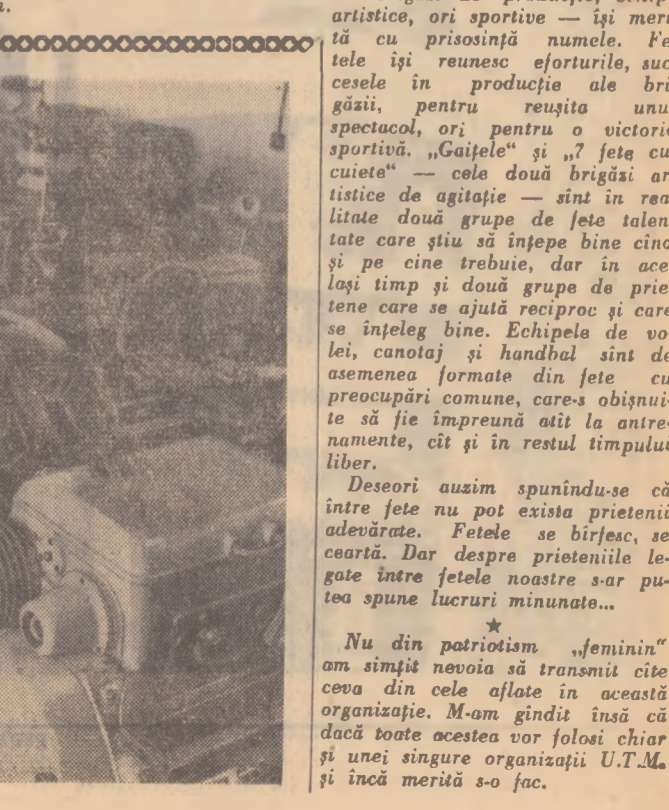 n.
artistice, ori sportive — își meri
tă cu prisosință numele. Fe
tele își reunesc eforturile, suc
cesele în producție ale bri
găzii, pentru reușita unu
spectacol, ori pentru o victori
sportivă. „Gaițele“ și „7 fete cu
cuiete“ — cele două brigăzi ar
tistice de agitație — sînt în rea
litate două grupe de fete talen
tate care știu să înțepe bine cînd
și pe cine trebuie, dar în ace
lași timp și două grupe de prie
tene care se ajută reciproc și care
se înțeleg bine. Echipele de vo
lei, canotaj și handbal sînt de
asemenea formate din fete cu
preocupări comune, care-s obișnui-
te să fie împreună atît la antre-
namente, cît și în restul timpului
liber.
Deseori auzim spunîndu-se că
între fete nu pot exista prietenii
adevărate. Fetele se bîrfesc, se
ceartă. Dar despre prieteniile le-
gate între fetele noastre s-ar pu-
tea spune lucruri minunate...
★
Nu din patriotism „feminin“
am simțit nevoia să transmit cîte
ceva din cele aflate în această
organizație. M-am gîndit însă că
dacă toate acestea vor folosi chiar
și unei singure organizații U.T.M.
și încă merită s-o fac.